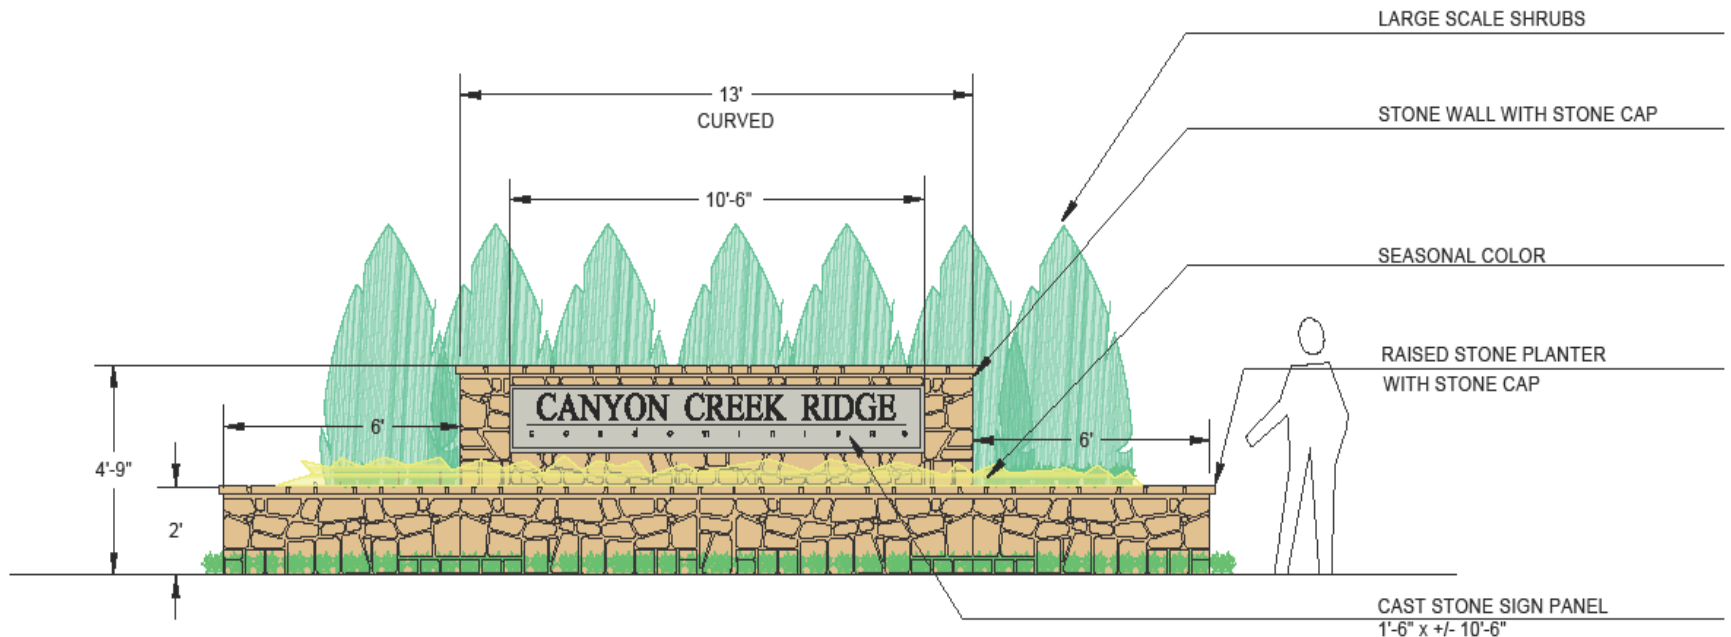 LARGE SCALE SHRUBS
13'
CURVED
STONE WALL WITH STONE CAP
10'-6"
SEASONAL COLOR
RAISED STONE PLANTER
WITH STONE CAP
CANYON CREEK RIDGE
condominiums
6'
6'
4'-9"
2'
CAST STONE SIGN PANEL
1'-6" x +/- 10'-6"